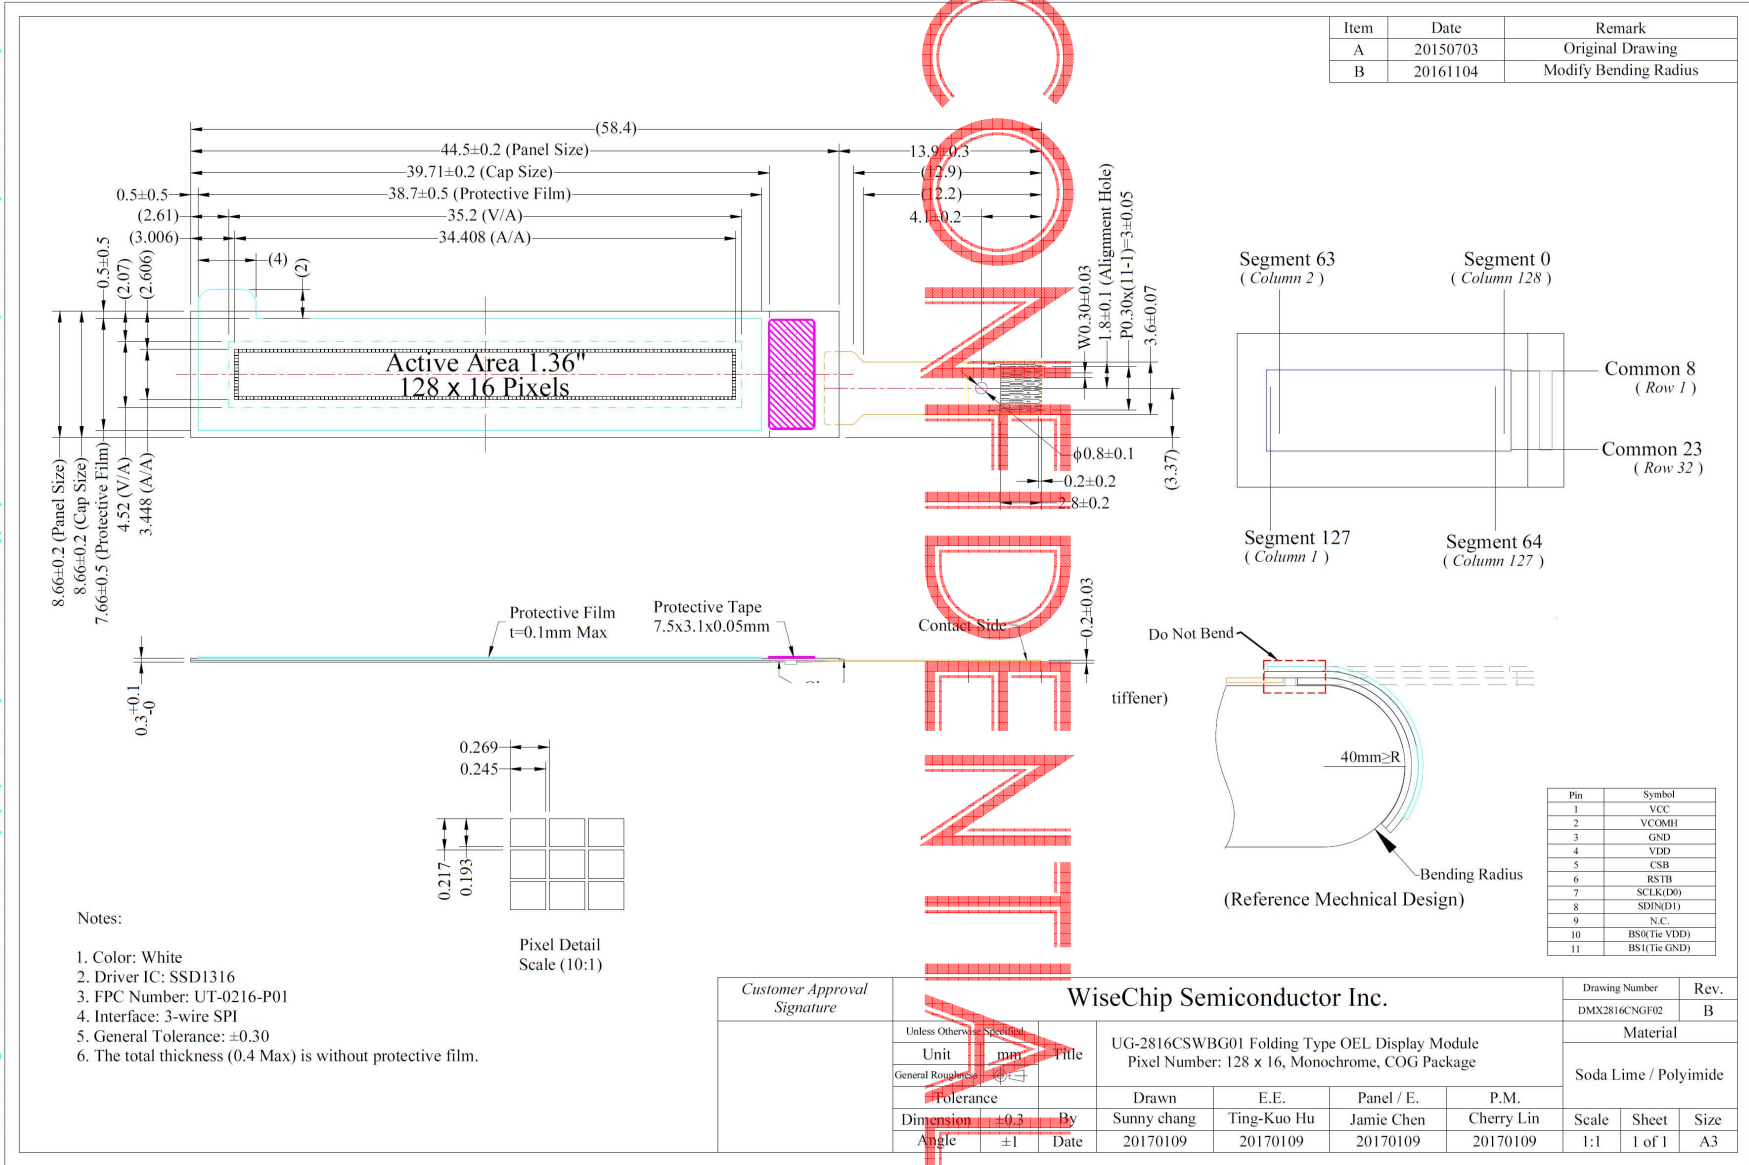 Item Date Remark
A 20150703 Original Drawing
B 20161104 Modify Bending Radius
(58.4)
44.5±0.2 (Panel Size)
13.9±0.3
39.71±0.2 (Cap Size)
(12.9)
0.5±0.5
38.7±0.5 (Protective Film)
(12.2)
(2.61)
35.2 (V/A)
4.1±0.2
(3.006)
34.408 (A/A)
(4)
(2)
0.5±0.5
(2.07)
(2.606)
W0.30±0.03
1.8±0.1 (Alignment Hole)
P0.30x(11-1)=3±0.05
3.6±0.07
Active Area 1.36"
128 x 16 Pixels
8.66±0.2 (Panel Size)
8.66±0.2 (Cap Size)
7.66±0.5 (Protective Film)
4.52 (V/A)
3.448 (A/A)
ϕ0.8±0.1
0.2±0.2
2.8±0.2
(3.37)
Segment 63
( Column 2 )
Segment 0
( Column 128 )
Common 8
( Row 1 )
Common 23
( Row 32 )
Segment 127
( Column 1 )
Segment 64
( Column 127 )
Protective Film
t=0.1mm Max
Protective Tape
7.5x3.1x0.05mm
Contact Side
0.2±0.03
0.3+0.1-0
tiffener)
Do Not Bend
40mm≥R
Bending Radius
(Reference Mechnical Design)
0.269
0.245
0.217
0.193
Pixel Detail
Scale (10:1)
Pin Symbol
1 VCC
2 VCOMH
3 GND
4 VDD
5 CSB
6 RSTB
7 SCLK(D0)
8 SDIN(D1)
9 N.C.
10 BS0(Tie VDD)
11 BS1(Tie GND)
Notes:
1. Color: White
2. Driver IC: SSD1316
3. FPC Number: UT-0216-P01
4. Interface: 3-wire SPI
5. General Tolerance: ±0.30
6. The total thickness (0.4 Max) is without protective film.
Customer Approval
Signature
WiseChip Semiconductor Inc.
Drawing Number Rev.
DMX2816CNGF02 B
Unless Otherwise Specified
Unit mm
General Roughness
Title
UG-2816CSWBG01 Folding Type OEL Display Module
Pixel Number: 128 x 16, Monochrome, COG Package
Material
Soda Lime / Polyimide
Tolerance Drawn E.E. Panel / E. P.M.
Dimension ±0.3 By Sunny chang Ting-Kuo Hu Jamie Chen Cherry Lin Scale Sheet Size
Angle ±1 Date 20170109 20170109 20170109 20170109 1:1 1 of 1 A3
CONFIDENTIAL